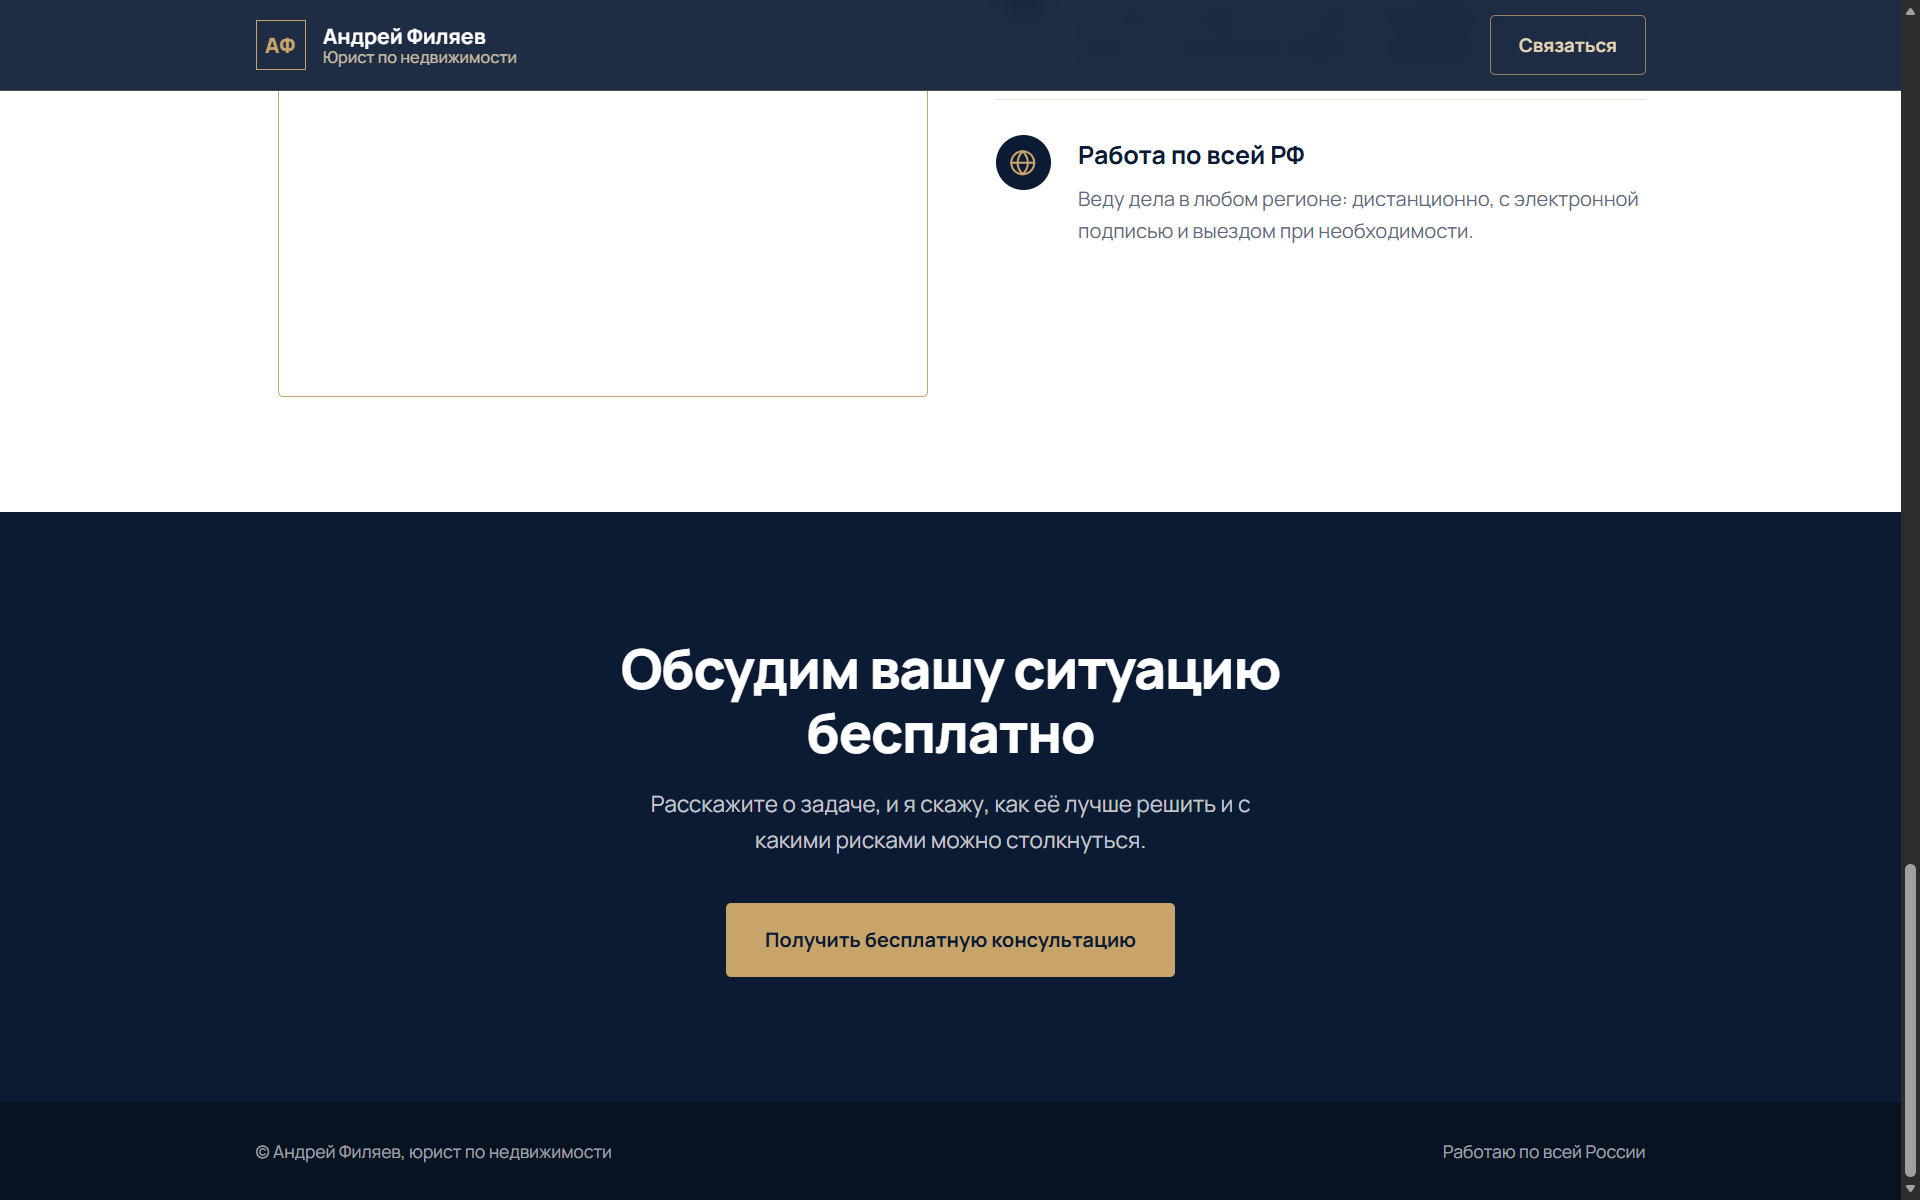 АФ
Андрей Филяев
Юрист по недвижимости
Связаться
Работа по всей РФ
Веду дела в любом регионе: дистанционно, с электронной
подписью и выездом при необходимости.
Обсудим вашу ситуацию
бесплатно
Расскажите о задаче, и я скажу, как её лучше решить и с
какими рисками можно столкнуться.
Получить бесплатную консультацию
© Андрей Филяев, юрист по недвижимости
Работаю по всей России